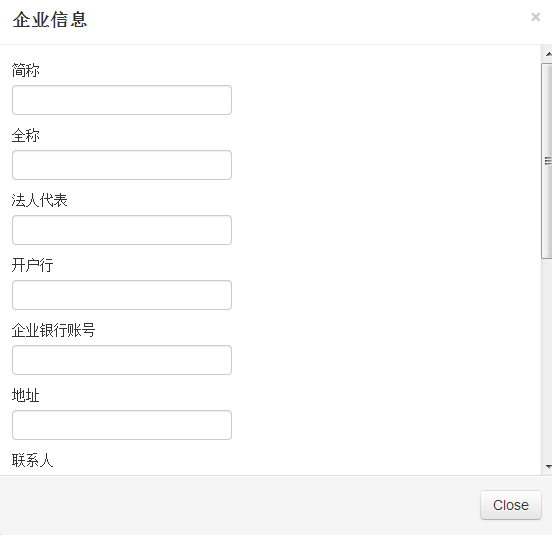 企业信息
×
简称
全称
法人代表
开户行
企业银行账号
地址
联系人
Close